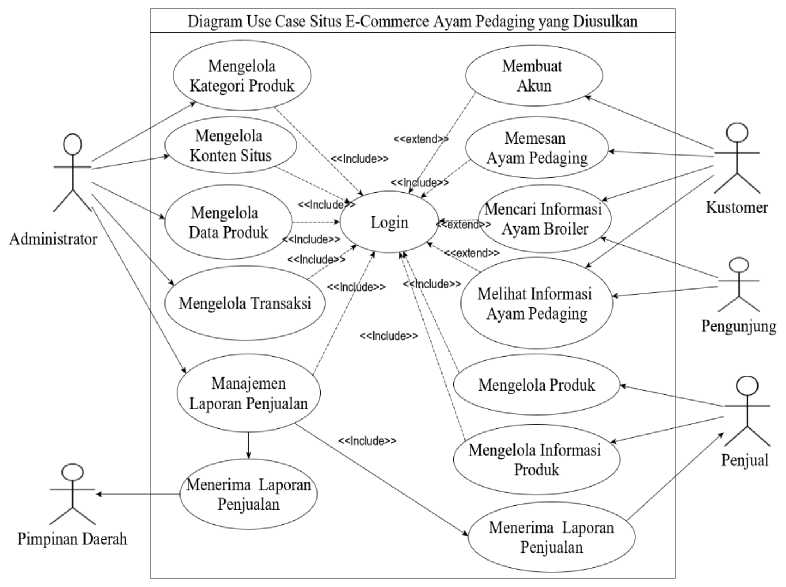 Diagram Use Case Situs E-Commerce Ayam Pedaging yang Diusulkan
Mengelola
Kategori Produk
Membuat
Akun
<<extend>>
<<Include>>
Mengelola
Konten Situs
Memesan
Ayam Pedaging
<<Include>>
<<Include>>
Mengelola
Data Produk
Login
Mencari Informasi
Ayam Broiler
<<extend>>
<<Include>>
<<Include>>
<<extend>>
Mengelola Transaksi
Melihat Informasi
Ayam Pedaging
<<Include>>
<<Include>>
<<Include>>
Manajemen
Laporan Penjualan
Mengelola Produk
<<Include>>
Mengelola Informasi
Produk
Menerima Laporan
Penjualan
Menerima Laporan
Penjualan
Administrator
Pimpinan Daerah
Kustomer
Pengunjung
Penjual